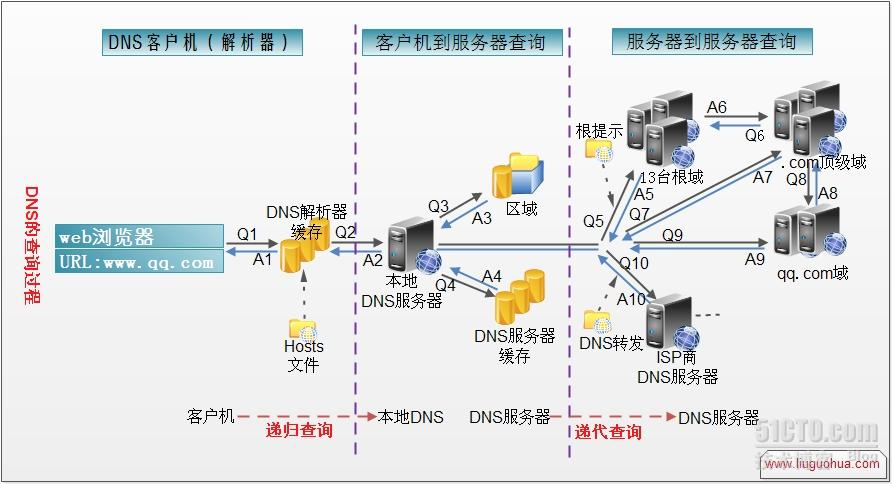 DNS客户机（解析器）
客户机到服务器查询
服务器到服务器查询
DNS的查询过程
web浏览器
URL:www.qq.com
Q1
A1
DNS解析器
缓存
Hosts
文件
Q2
A2
本地
DNS服务器
Q3
A3
区域
Q4
A4
DNS服务器
缓存
根提示
13台根域
Q5
A5
A6
Q6
.com顶级域
Q7
A7
Q8
A8
Q9
A9
qq.com域
Q10
A10
DNS转发
ISP商
DNS服务器
客户机
递归查询
本地DNS
DNS服务器
递代查询
DNS服务器
51CTO.com
www.liuguohua.com